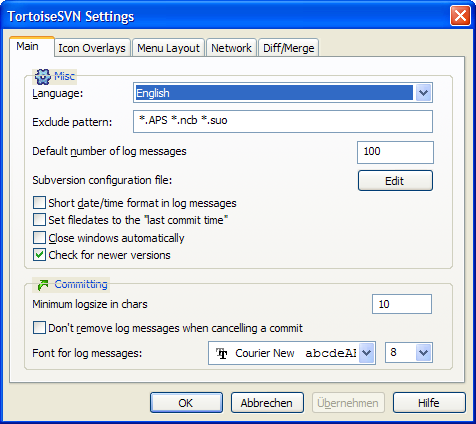 TortoiseSVN Settings
Main Icon Overlays Menu Layout Network Diff/Merge
Misc
Language: English
Exclude pattern: *.APS *.ncb *.suo
Default number of log messages 100
Subversion configuration file: Edit
Short date/time format in log messages
Set filedates to the "last commit time"
Close windows automatically
Check for newer versions
Committing
Minimum logsize in chars 10
Don't remove log messages when cancelling a commit
Font for log messages: Courier New abcdeA 8
OK Abbrechen Übernehmen Hilfe